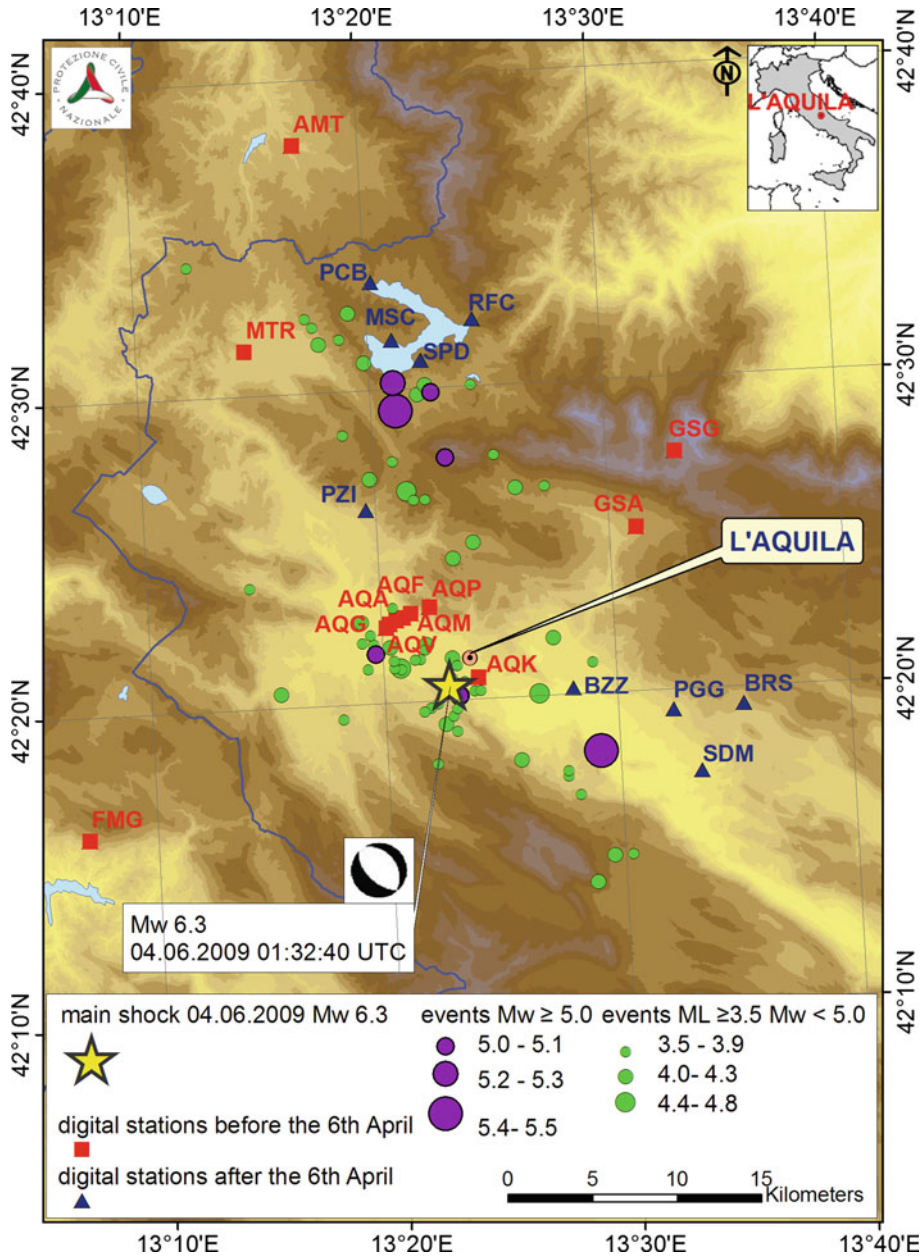 13°10'E 13°20'E 13°30'E 13°40'E
42°40'N
42°40'N
PROTEZIONE CIVILE
NAZIONALE
N
L'AQUILA
AMT
PCB
RFC
MSC
MTR
SPD
42°30'N
42°30'N
GSG
PZI
GSA
L'AQUILA
AQF AQP
AQA
AQG AQM
AQV
AQK
42°20'N
42°20'N
BZZ PGG BRS
SDM
FMG
Mw 6.3
04.06.2009 01:32:40 UTC
42°10'N
42°10'N
main shock 04.06.2009 Mw 6.3
digital stations before the 6th April
digital stations after the 6th April
events Mw ≥ 5.0
5.0 - 5.1
5.2 - 5.3
5.4- 5.5
events ML ≥3.5 Mw < 5.0
3.5 - 3.9
4.0- 4.3
4.4- 4.8
0 5 10 15
Kilometers
13°10'E 13°20'E 13°30'E 13°40'E